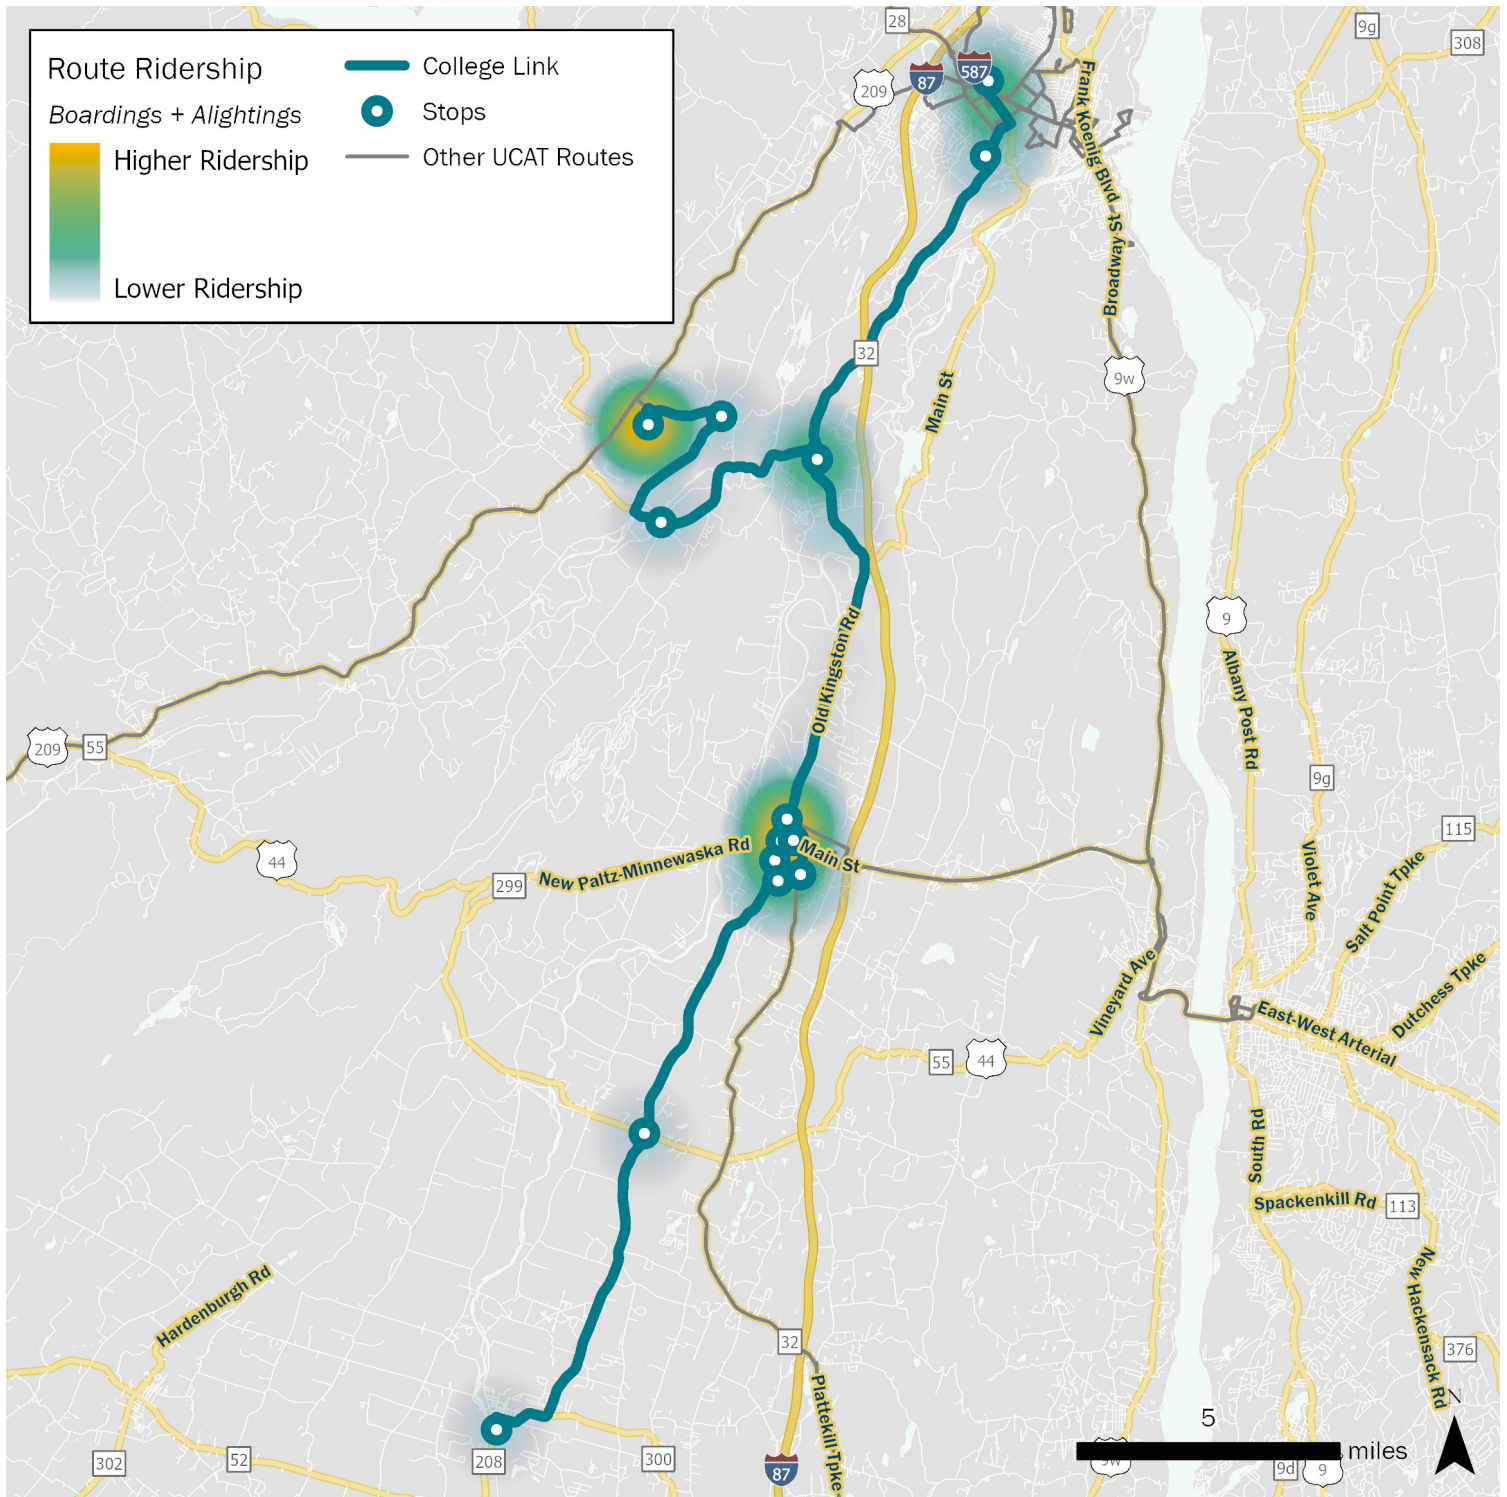 Route Ridership
Boardings + Alightings
Higher Ridership
Lower Ridership
College Link
Stops
Other UCAT Routes
28
9g
308
587
87
209
Frank Koenig Blvd
Broadway St
32
Main St
9w
9
Old Kingston Rd
Albany Post Rd
209
55
9g
44
299
New Paltz-Minnewaska Rd
Main St
115
Violet Ave
Salt Point Tpke
Dutchess Tpke
Vineyard Ave
East-West Arterial
55
44
South Rd
Spackenkill Rd
113
New Hackensack Rd
Hardenburgh Rd
32
376
Plattekill Tpke
N
5
miles
302
52
208
300
87
9w
9d
9